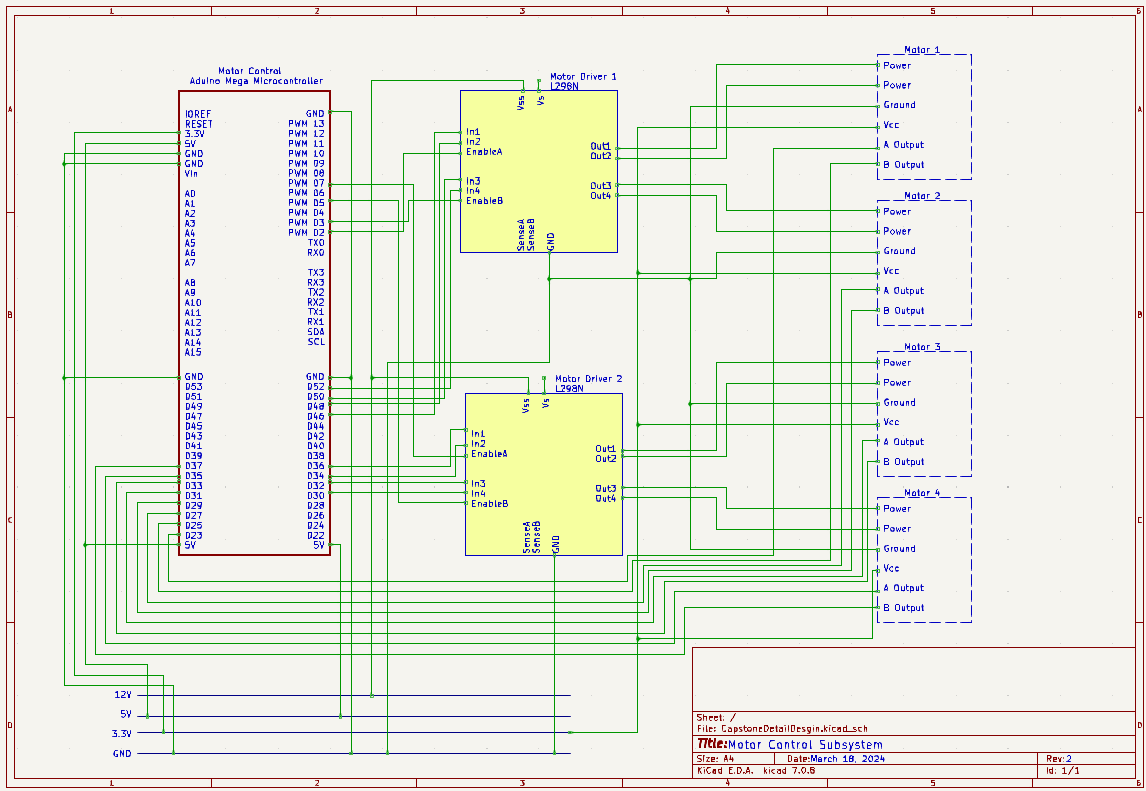 1 2 3 4 5 6
A
B
C
D
A
B
C
D
Motor Control
Aduino Mega Microcontroller
IOREF
RESET
3.3V
5V
GND
GND
Vin
A0
A1
A2
A3
A4
A5
A6
A7
A8
A9
A10
A11
A12
A13
A14
A15
GND
D53
D51
D49
D47
D45
D43
D41
D39
D37
D35
D33
D31
D29
D27
D25
D23
5V
GND
PWM 13
PWM 12
PWM 11
PWM 10
PWM 09
PWM 08
PWM 07
PWM 06
PWM D5
PWM D4
PWM D3
PWM D2
TX0
RX0
TX3
RX3
TX2
RX2
TX1
RX1
SDA
SCL
GND
D52
D50
D48
D46
D44
D42
D40
D38
D36
D34
D32
D30
D28
D26
D24
D22
5V
Motor Driver 1
L298N
Vss
Vs
In1
In2
EnableA
In3
In4
EnableB
Out1
Out2
Out3
Out4
SenseA
SenseB
GND
Motor Driver 2
L298N
Vss
Vs
In1
In2
EnableA
In3
In4
EnableB
Out1
Out2
Out3
Out4
SenseA
SenseB
GND
Motor 1
Power
Power
Ground
Vcc
A Output
B Output
Motor 2
Power
Power
Ground
Vcc
A Output
B Output
Motor 3
Power
Power
Ground
Vcc
A Output
B Output
Motor 4
Power
Power
Ground
Vcc
A Output
B Output
12V
5V
3.3V
GND
Sheet: /
File: CapstoneDetailDesgin.kicad_sch
Title: Motor Control Subsystem
Size: A4 Date: March 18, 2024 Rev: 2
KiCad E.D.A. kicad 7.0.8 Id: 1/1
1 2 3 4 5 6